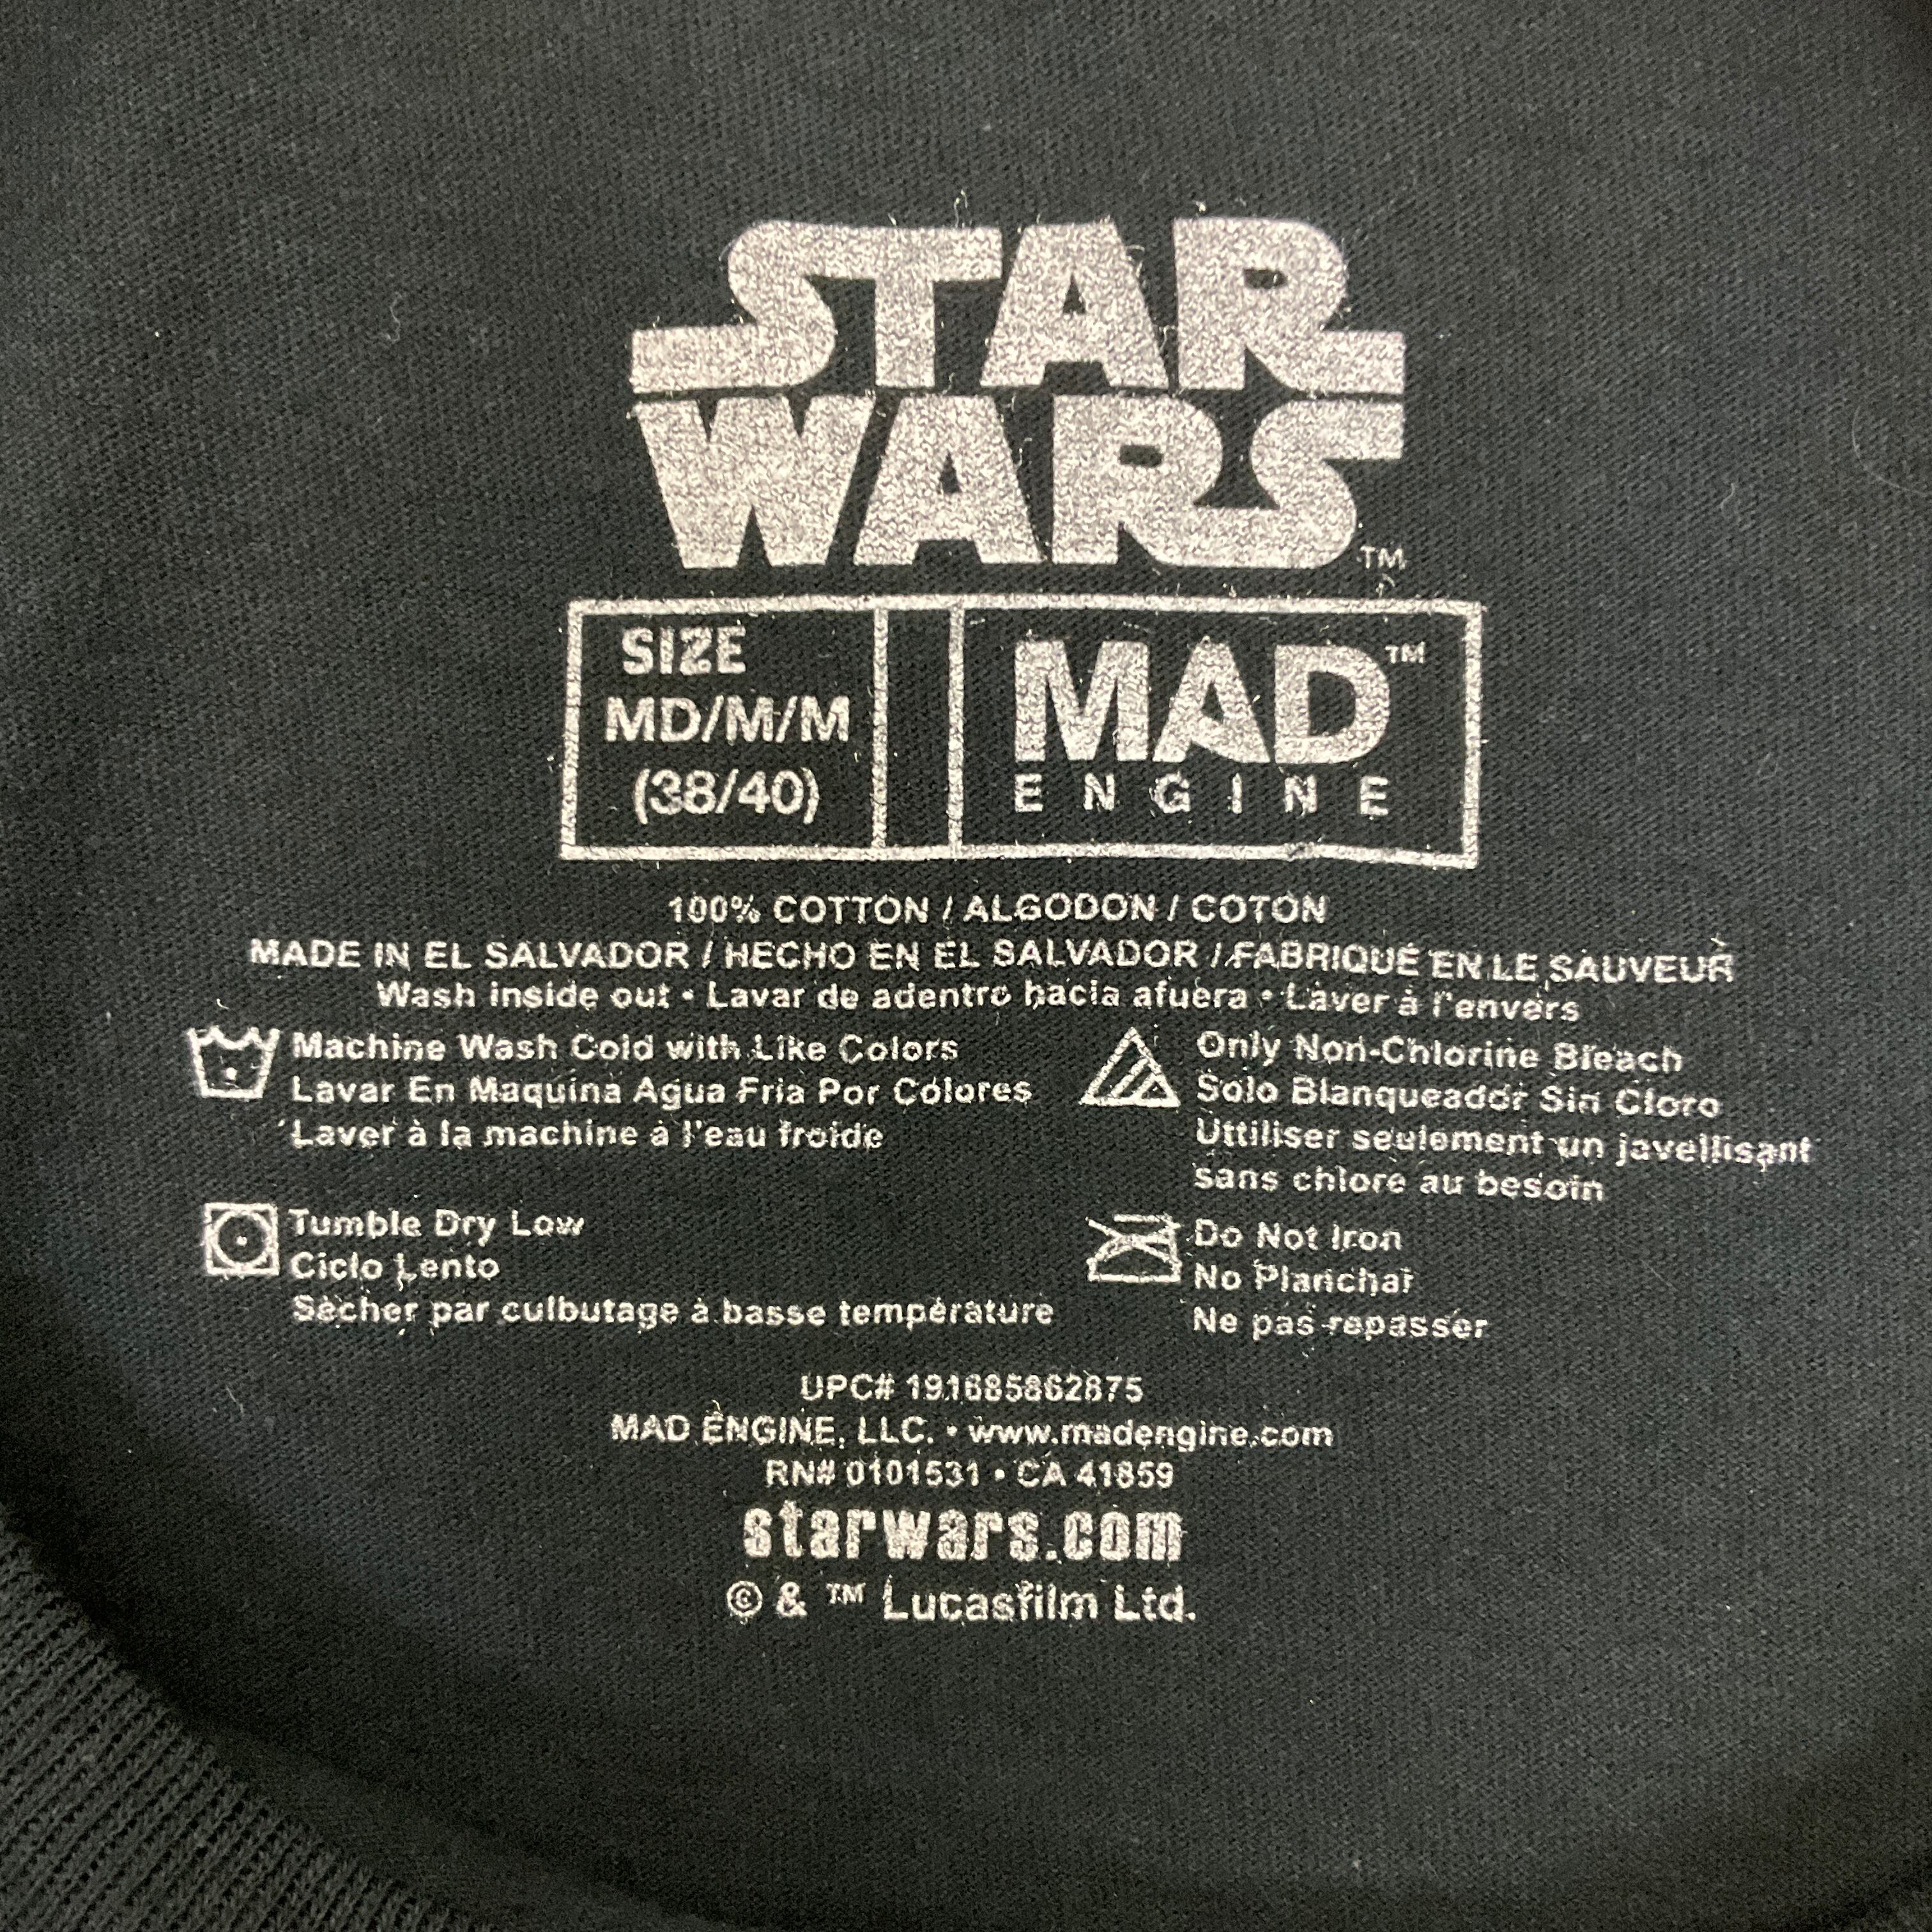 STAR
WARS™
SIZE
MD/M/M
(38/40)
MAD™
ENGINE
100% COTTON / ALGODON / COTON
MADE IN EL SALVADOR / HECHO EN EL SALVADOR / FABRIQUÉ EN LE SAUVEUR
Wash inside out • Lavar de adentro hacia afuera • Laver à l'envers
Machine Wash Cold with Like Colors
Lavar En Maquina Agua Fria Por Colores
Laver à la machine à l'eau froide
Only Non-Chlorine Bleach
Solo Blanqueador Sin Cloro
Uttiliser seulement un javellisant
sans chlore au besoin
Tumble Dry Low
Ciclo Lento
Sècher par culbutage à basse température
Do Not Iron
No Planchar
Ne pas repasser
UPC# 191685862875
MAD ENGINE, LLC. • www.madengine.com
RN# 0101531 • CA 41859
starwars.com
© & ™ Lucasfilm Ltd.